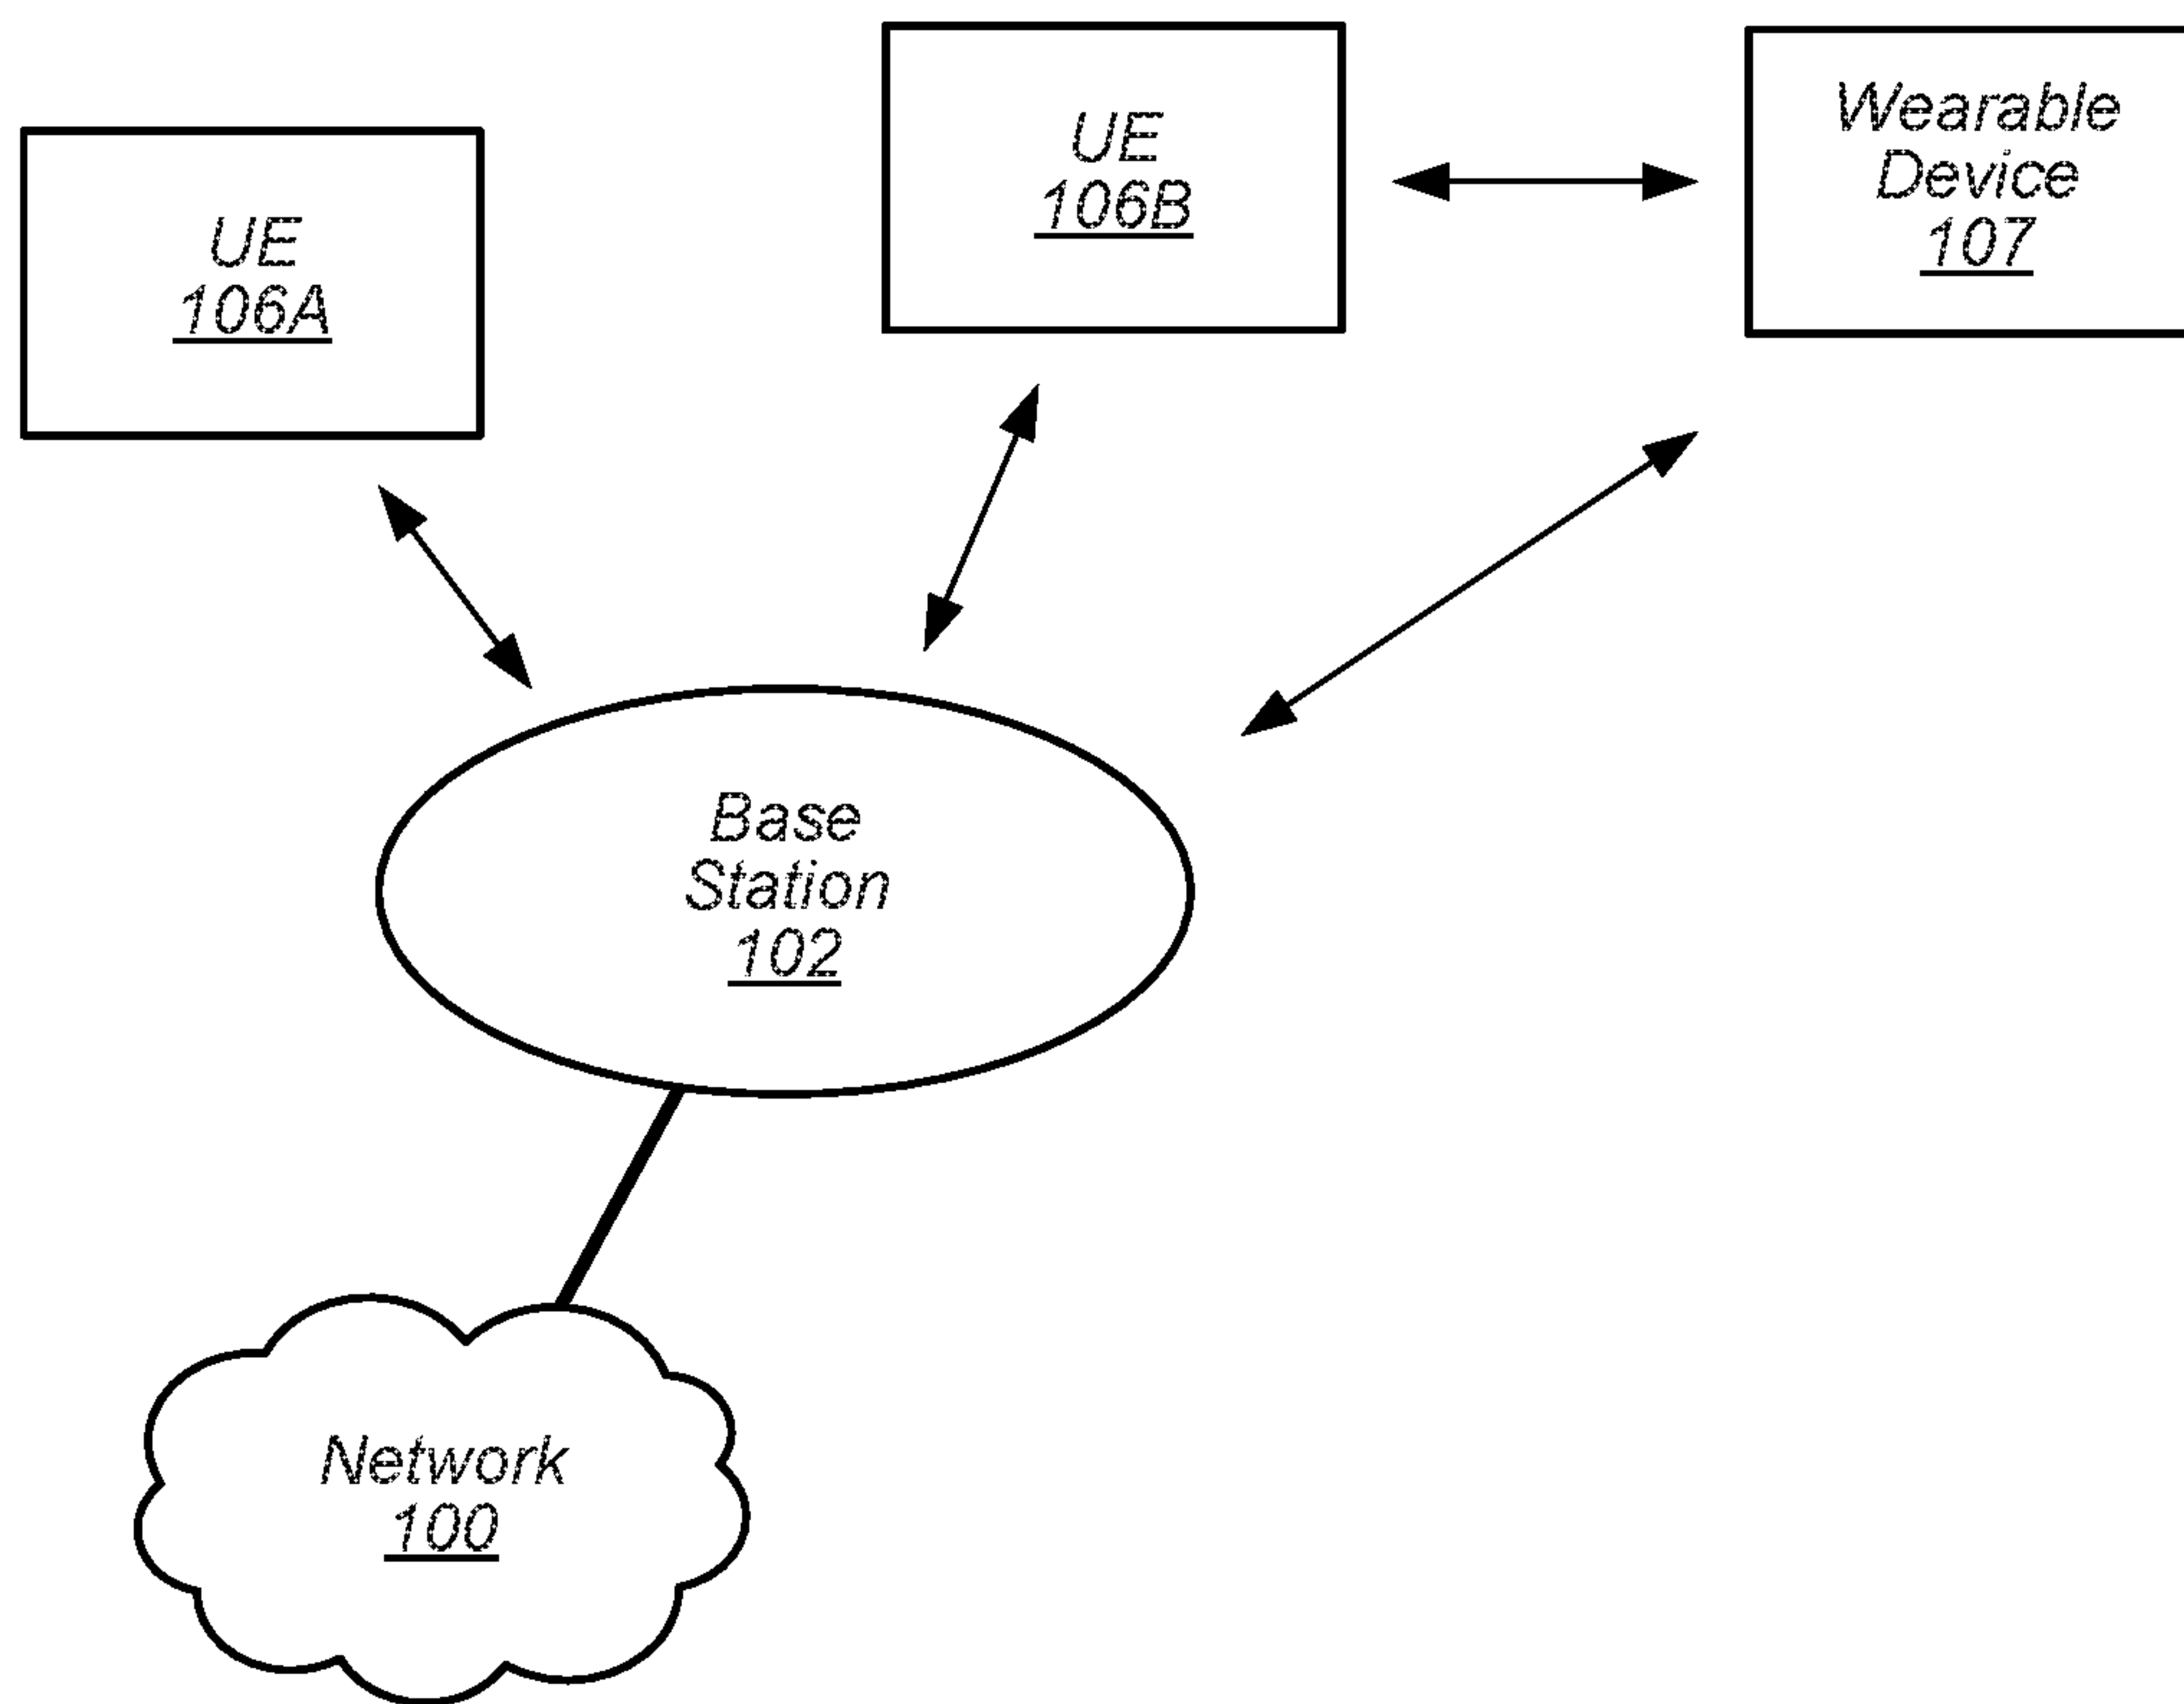 UE
106A
UE
106B
Wearable
Device
107
Base
Station
102
Network
100